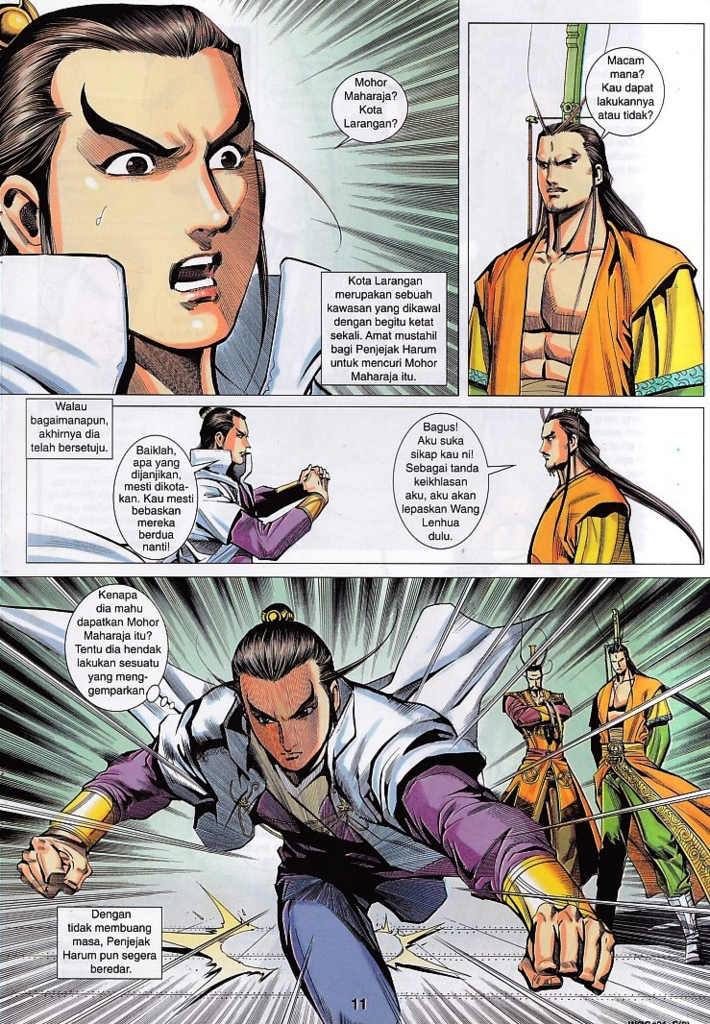 Mohor
Maharaja?
Kota
Larangan?
Macam
mana?
Kau dapat
lakukannya
atau tidak?
Kota Larangan
merupakan sebuah
kawasan yang dikawal
dengan begitu ketat
sekali. Amat mustahil
bagi Penjejak Harum
untuk mencuri Mohor
Maharaja itu.
Walau
bagaimanapun,
akhirnya dia
telah bersetuju.
Baiklah,
apa yang
dijanjikan,
mesti dikota-
kan. Kau mesti
bebaskan
mereka
berdua
nanti!
Bagus!
Aku suka
sikap kau ni!
Sebagai tanda
keikhlasan
aku, aku akan
lepaskan Wang
Lenhua
dulu.
Kenapa
dia mahu
dapatkan Mohor
Maharaja itu?
Tentu dia hendak
lakukan sesuatu
yang meng-
gemparkan
Dengan
tidak membuang
masa, Penjejak
Harum pun segera
beredar.
11